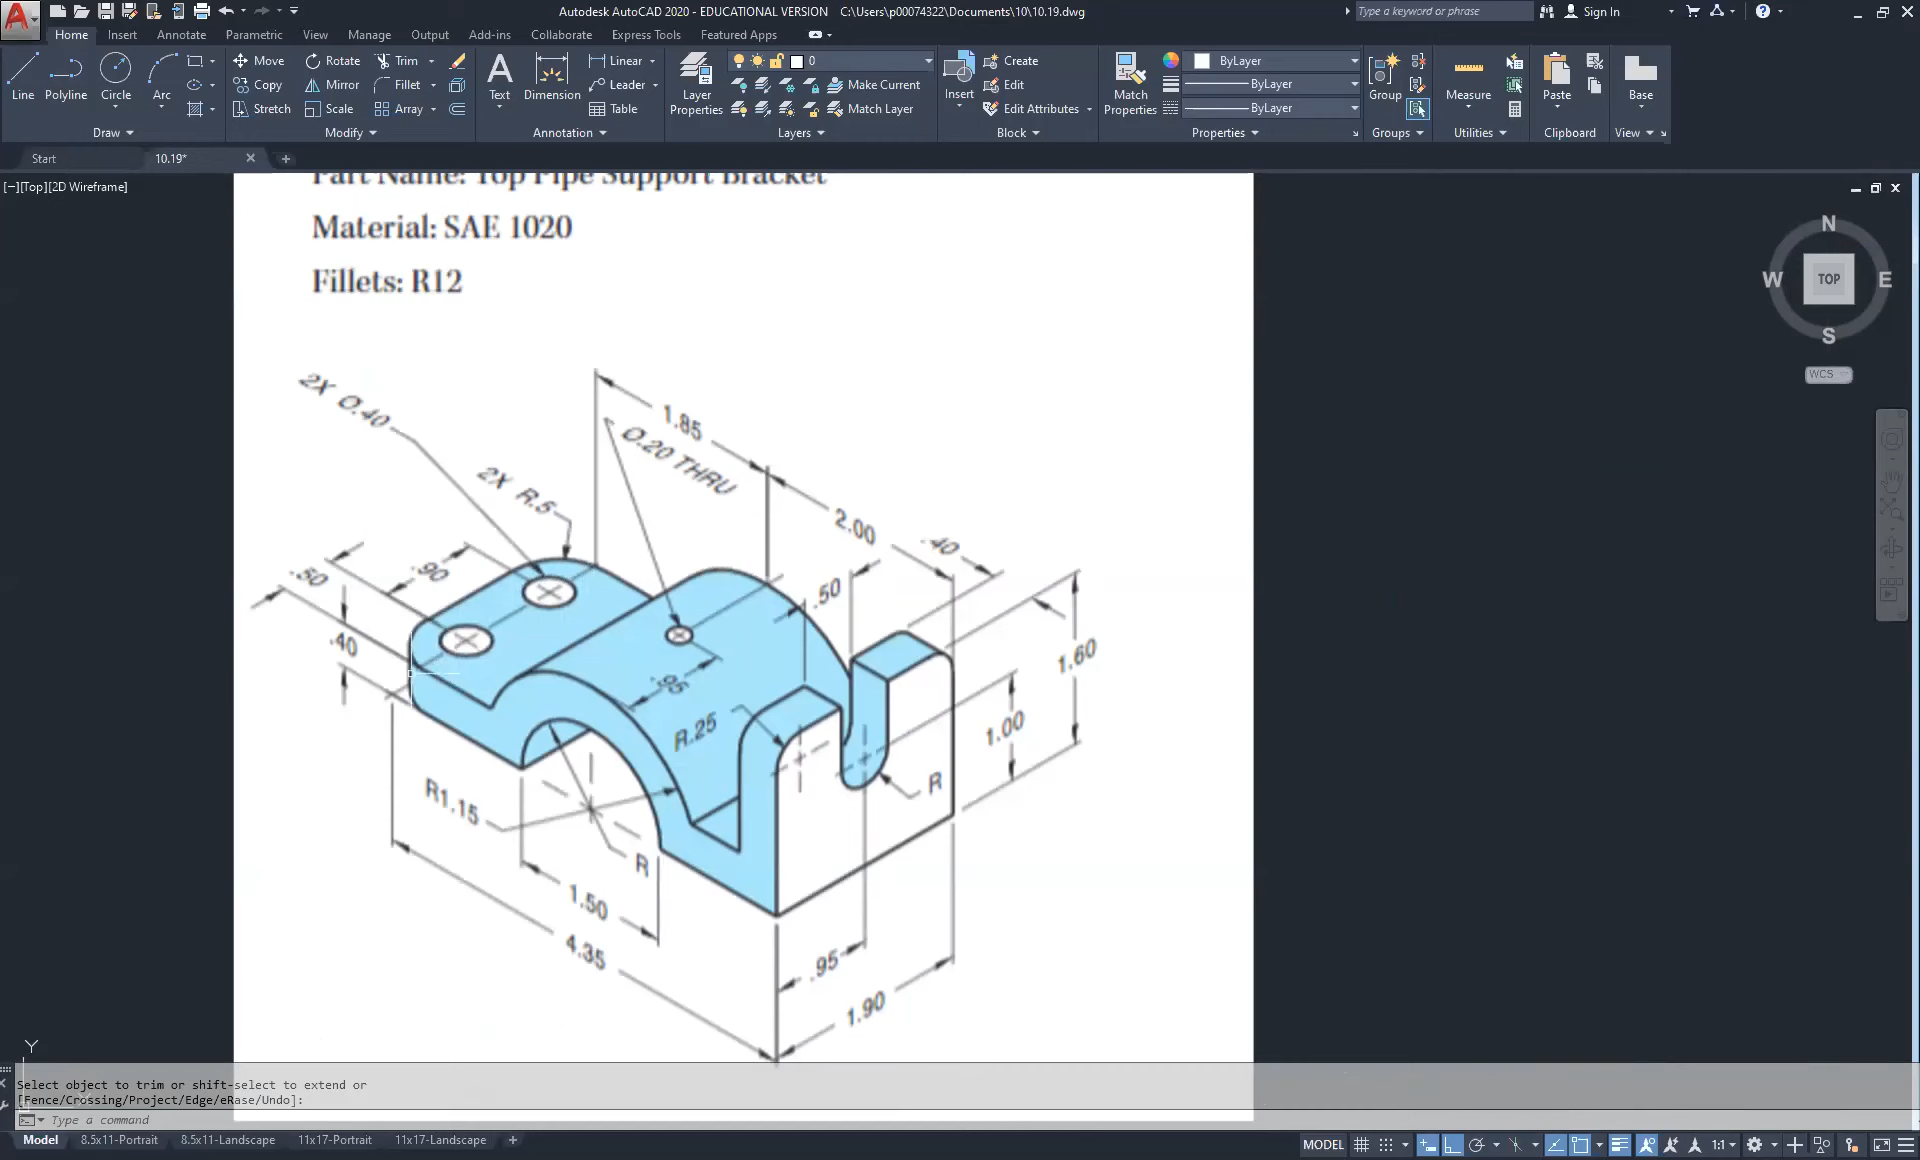 Autodesk AutoCAD 2020 - EDUCATIONAL VERSION C:\Users\p00074322\Documents\10\10.19.dwg
Type a keyword or phrase
Sign In
Home Insert Annotate Parametric View Manage Output Add-ins Collaborate Express Tools Featured Apps
Line Polyline Circle Arc
Move Rotate Trim
Copy Mirror Fillet
Stretch Scale Array
Text Dimension
Linear
Leader
Table
Layer Properties
0
Make Current
Match Layer
Insert
Create
Edit
Edit Attributes
Match Properties
ByLayer
ByLayer
ByLayer
Group
Measure
Paste
Base
Draw Modify Annotation Layers Block Properties Groups Utilities Clipboard View
Start 10.19*
[−][Top][2D Wireframe]
Part Name: Top Pipe Support Bracket
Material: SAE 1020
Fillets: R12
N
W TOP E
S
WCS
2X Ø.40
2X R.5
1.85
Ø.20 THRU
2.00
.40
.90
.50
.50
.40
1.60
.95
R.25
1.00
R1.15
R
R
1.50
4.35
.95
1.90
Y
Select object to trim or shift-select to extend or
[Fence/Crossing/Project/Edge/eRase/Undo]:
Type a command
Model 8.5x11-Portrait 8.5x11-Landscape 11x17-Portrait 11x17-Landscape
MODEL
1:1